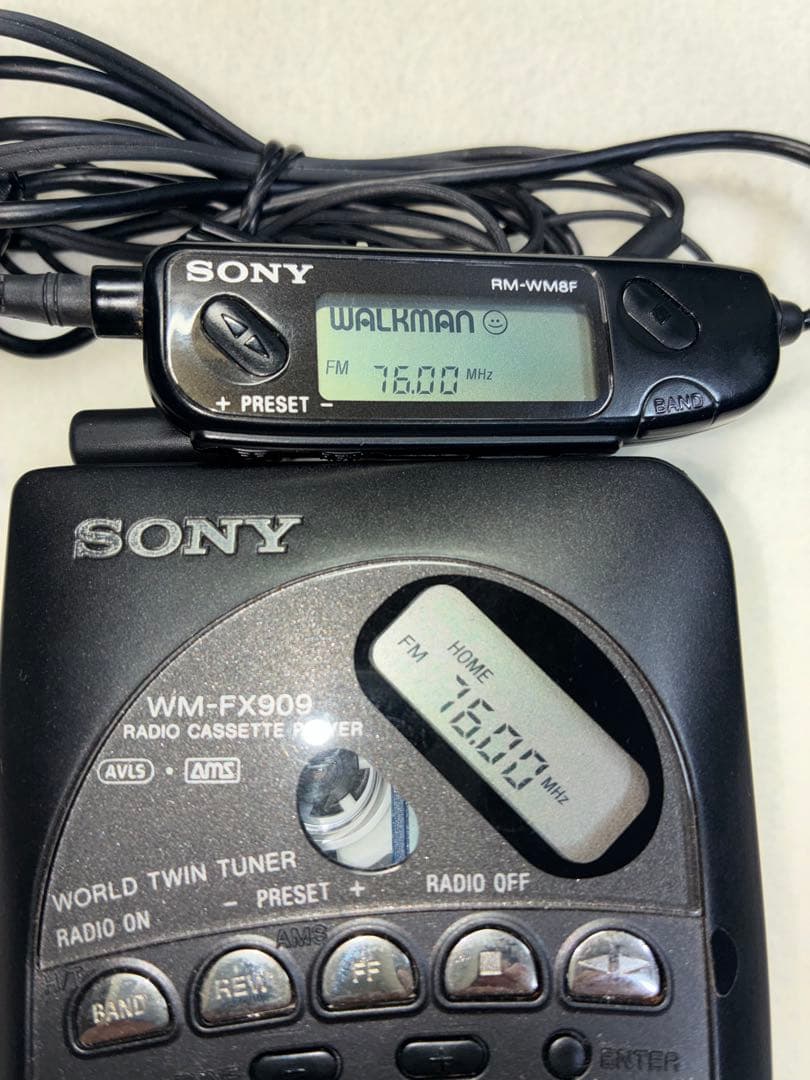 SONY
RM-WM8F
WALKMAN
FM 76.00 MHz
+ PRESET -
BAND
SONY
HOME
FM 76.00 MHz
WM-FX909
RADIO CASSETTE PLAYER
AVLS • AMS
WORLD TWIN TUNER
RADIO ON
- PRESET +
RADIO OFF
AMS
BAND
REW
FF
- +
ENTER